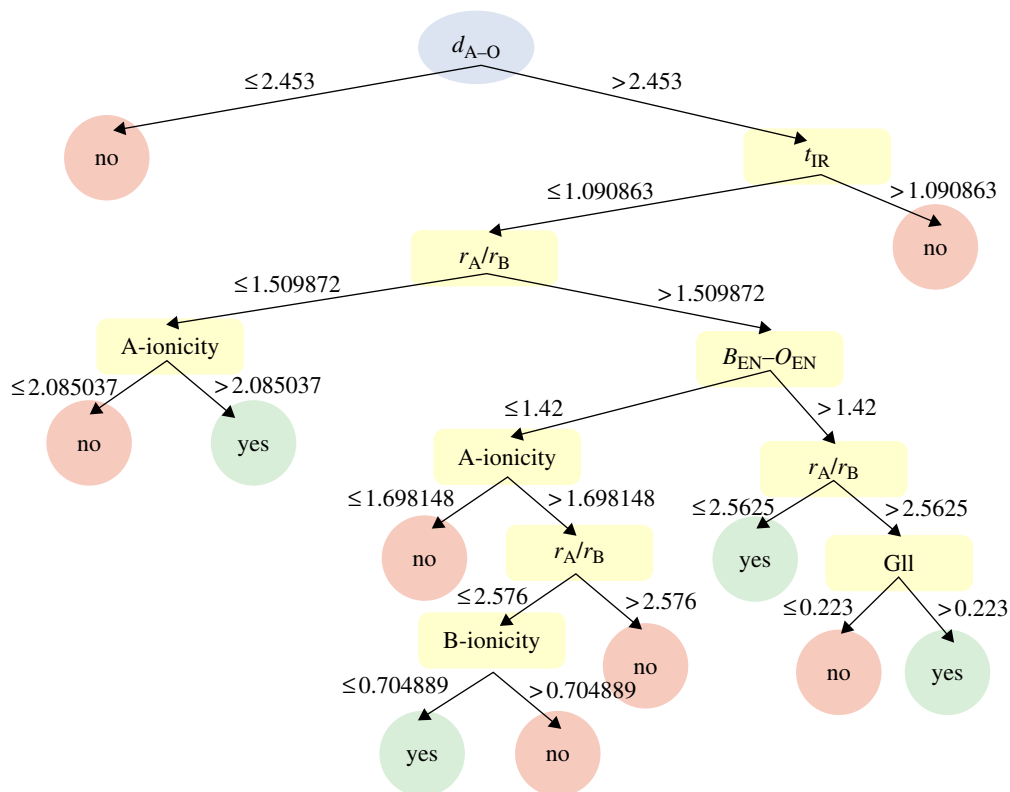 d_A–O
≤2.453
>2.453
no
t_IR
≤1.090863
>1.090863
no
r_A/r_B
≤1.509872
>1.509872
A-ionicity
B_EN–O_EN
≤2.085037
>2.085037
≤1.42
>1.42
no
yes
A-ionicity
r_A/r_B
≤1.698148
>1.698148
≤2.5625
>2.5625
no
r_A/r_B
yes
Gll
≤2.576
>2.576
≤0.223
>0.223
B-ionicity
no
no
yes
≤0.704889
>0.704889
yes
no